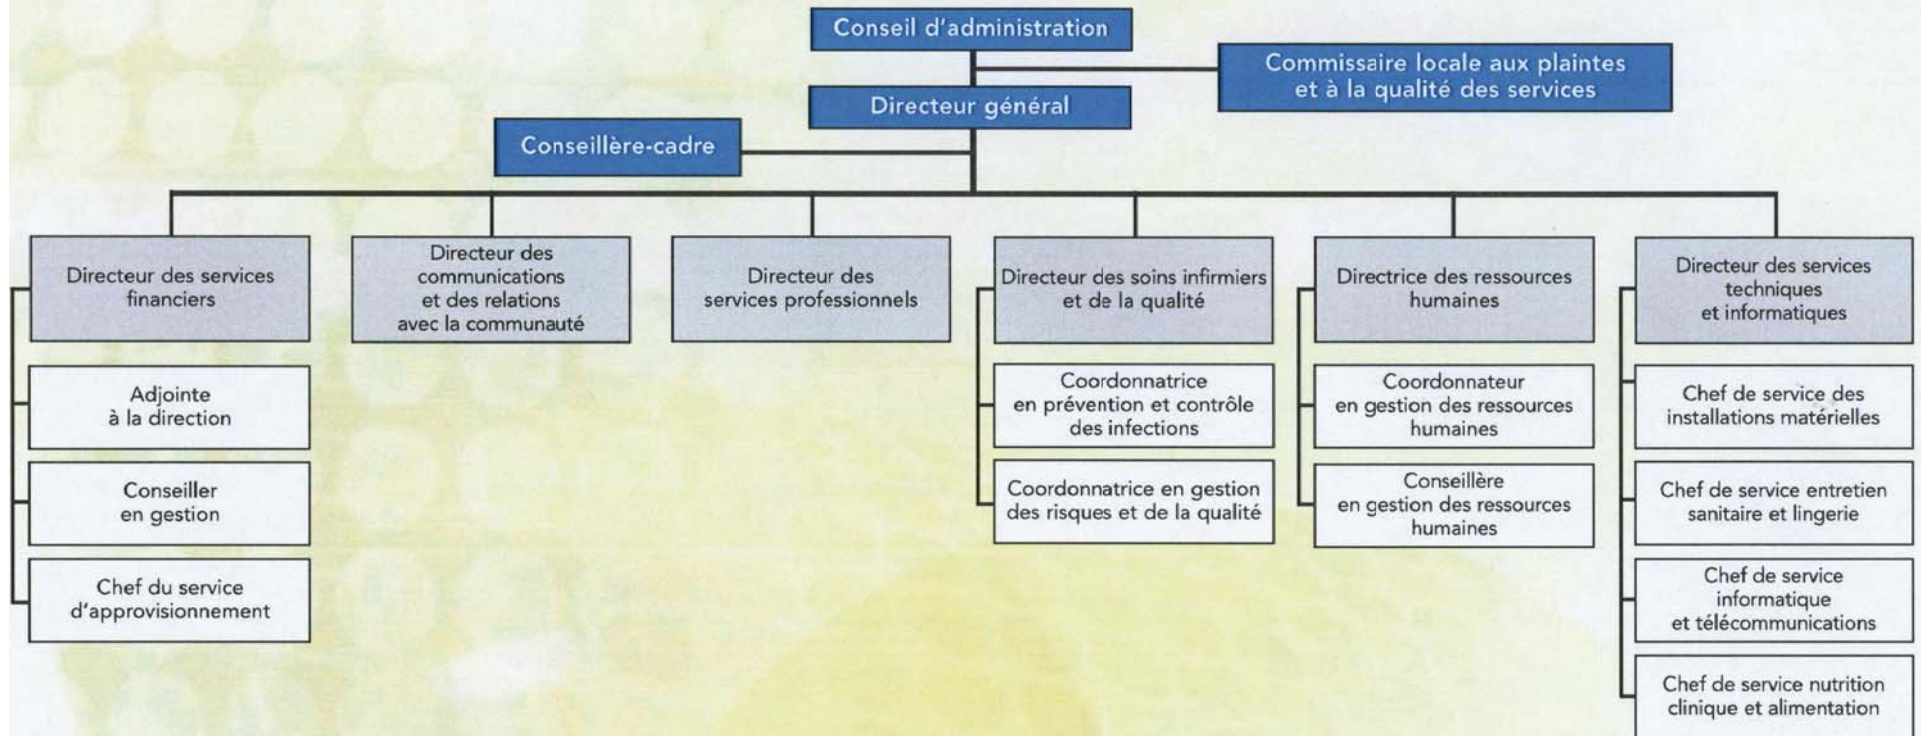 Conseil d'administration
Commissaire locale aux plaintes
et à la qualité des services
Directeur général
Conseillère-cadre
Directeur des services
financiers
Adjointe
à la direction
Conseiller
en gestion
Chef du service
d'approvisionnement
Directeur des
communications
et des relations
avec la communauté
Directeur des
services professionnels
Directeur des soins infirmiers
et de la qualité
Coordonnatrice
en prévention et contrôle
des infections
Coordonnatrice en gestion
des risques et de la qualité
Directrice des ressources
humaines
Coordonnateur
en gestion des ressources
humaines
Conseillère
en gestion des ressources
humaines
Directeur des services
techniques
et informatiques
Chef de service des
installations matérielles
Chef de service entretien
sanitaire et lingerie
Chef de service
informatique
et télécommunications
Chef de service nutrition
clinique et alimentation